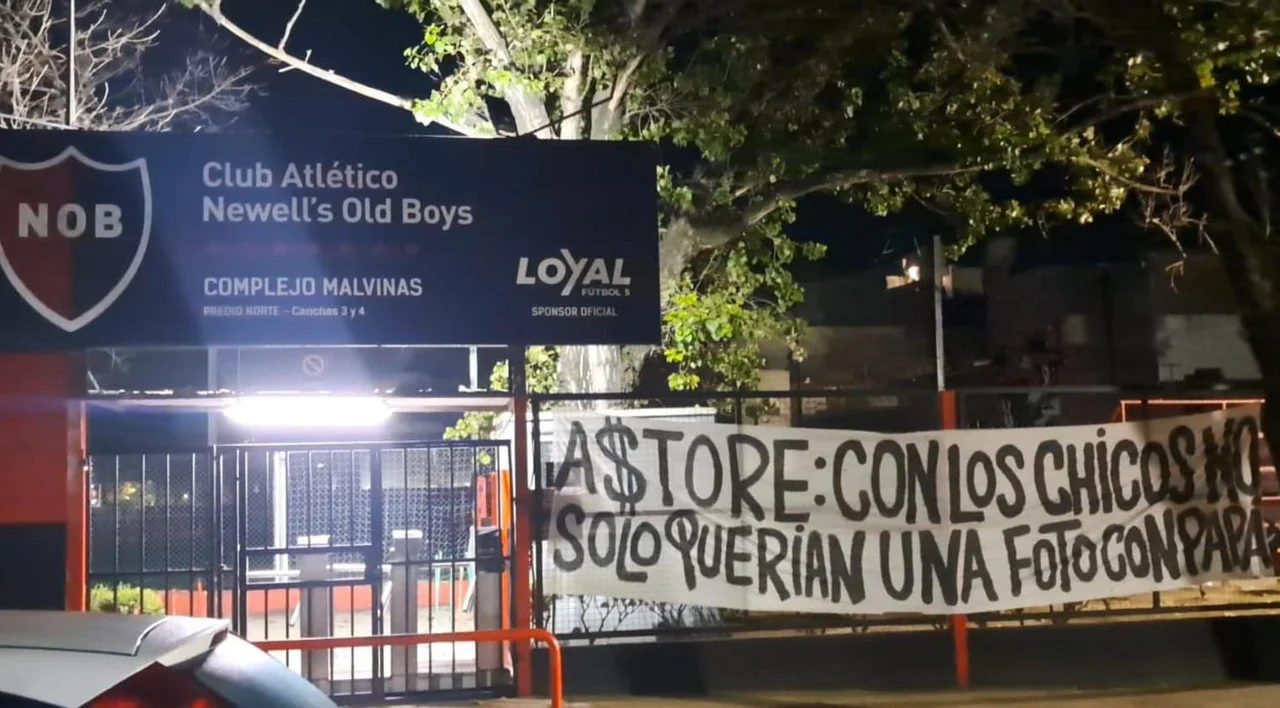 NOB
Club Atlético
Newell's Old Boys
COMPLEJO MALVINAS
PREDIO NORTE - Canchas 3 y 4
LOYAL
FÚTBOL 5
SPONSOR OFICIAL
A$TORE: CON LOS CHICOS NO
SOLO QUERIAN UNA FOTO CON PAPA